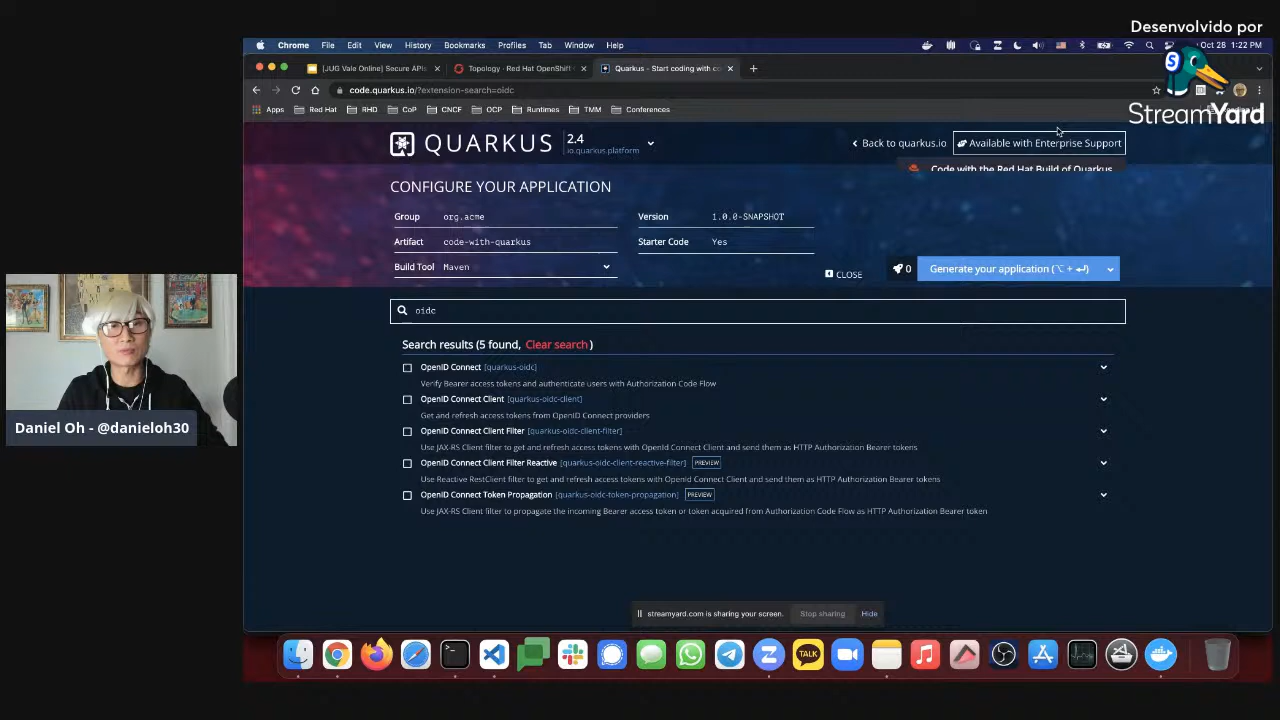 Desenvolvido por
StreamYard
Chrome File Edit View History Bookmarks Profiles Tab Window Help
Oct 28 1:22 PM
[JUG Vale Online] Secure APIs
Topology · Red Hat OpenShift
Quarkus - Start coding with co
code.quarkus.io/?extension-search=oidc
Apps Red Hat RHD CoP CNCF OCP Runtimes TMM Conferences
QUARKUS 2.4
io.quarkus.platform
Back to quarkus.io
Available with Enterprise Support
Code with the Red Hat Build of Quarkus
CONFIGURE YOUR APPLICATION
Group org.acme
Version 1.0.0-SNAPSHOT
Artifact code-with-quarkus
Starter Code Yes
Build Tool Maven
CLOSE
0
Generate your application (⌥ + ⏎)
oidc
Search results (5 found, Clear search )
OpenID Connect [quarkus-oidc]
Verify Bearer access tokens and authenticate users with Authorization Code Flow
OpenID Connect Client [quarkus-oidc-client]
Get and refresh access tokens from OpenID Connect providers
OpenID Connect Client Filter [quarkus-oidc-client-filter]
Use JAX-RS Client filter to get and refresh access tokens with OpenId Connect Client and send them as HTTP Authorization Bearer tokens
OpenID Connect Client Filter Reactive [quarkus-oidc-client-reactive-filter] PREVIEW
Use Reactive RestClient filter to get and refresh access tokens with OpenId Connect Client and send them as HTTP Authorization Bearer tokens
OpenID Connect Token Propagation [quarkus-oidc-token-propagation] PREVIEW
Use JAX-RS Client filter to propagate the incoming Bearer access token or token acquired from Authorization Code Flow as HTTP Authorization Bearer token
Daniel Oh - @danieloh30
streamyard.com is sharing your screen. Stop sharing Hide
TALK